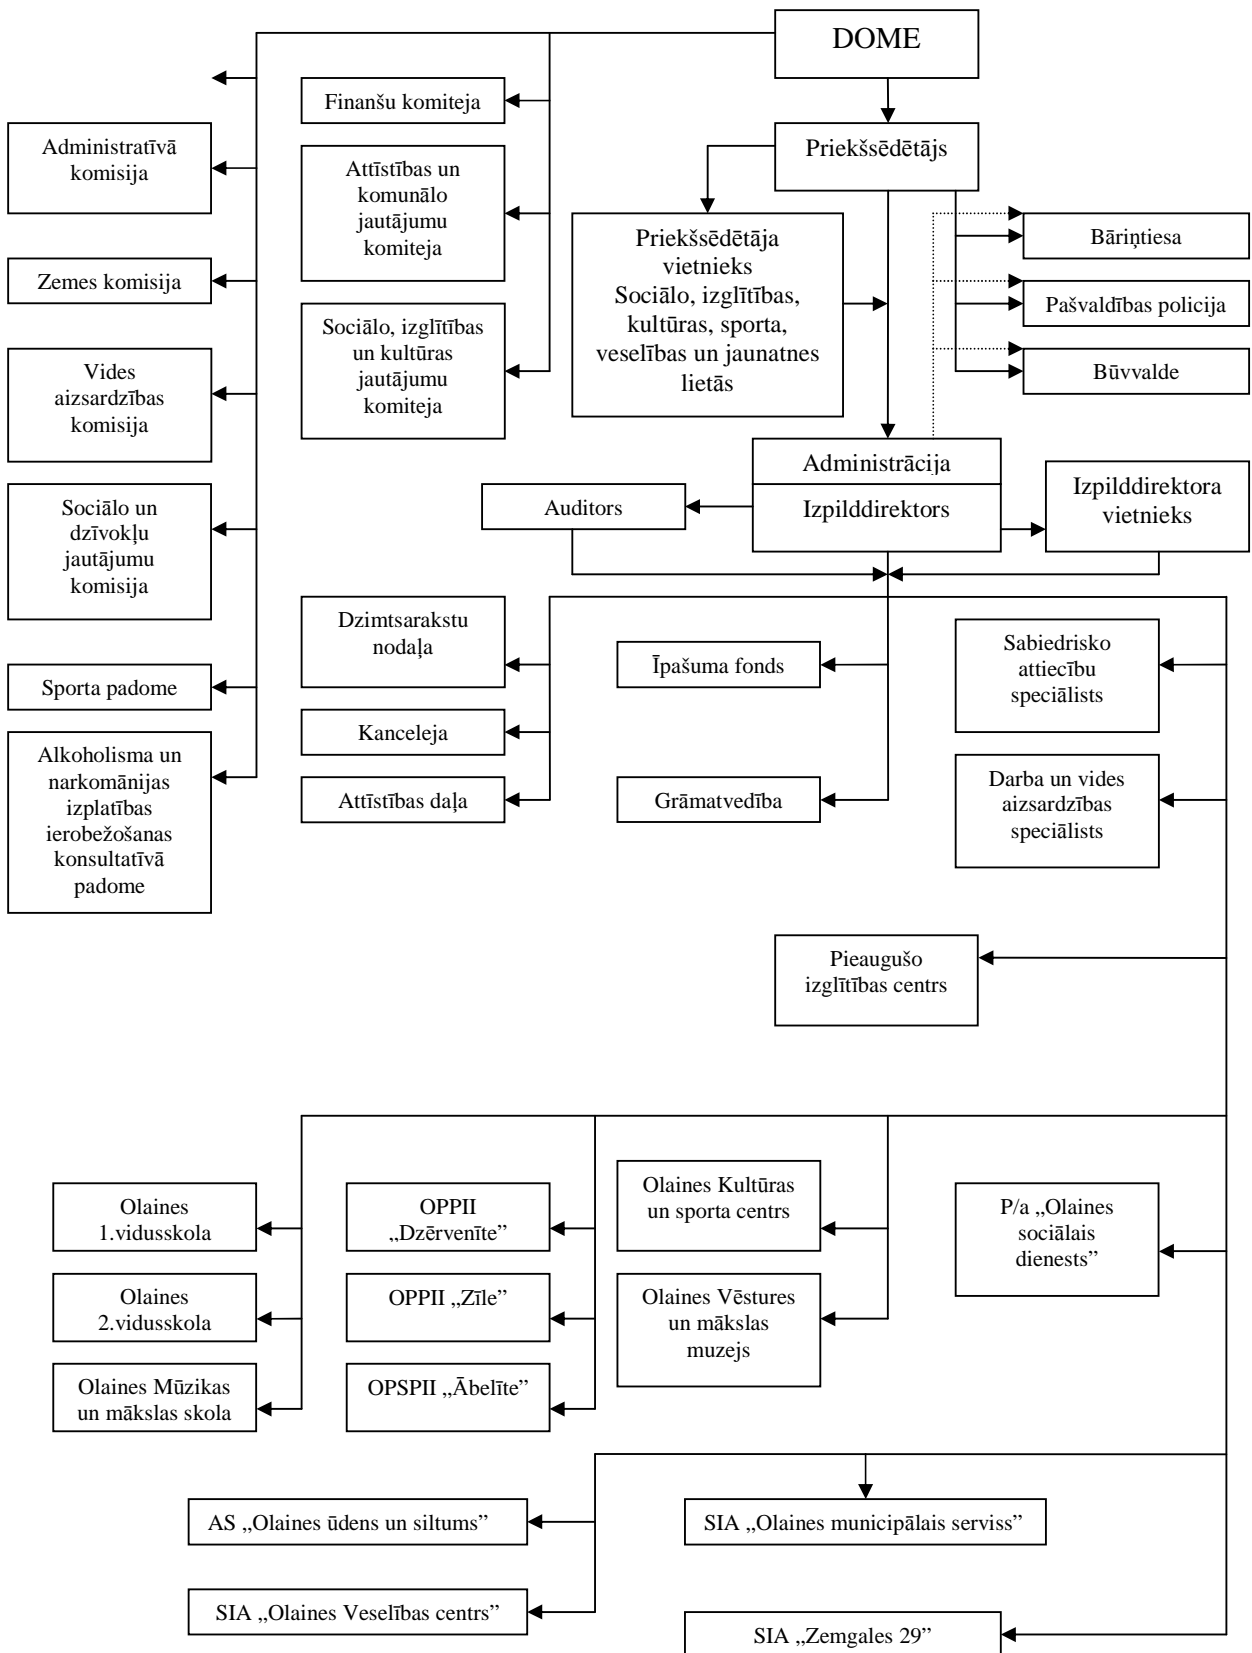 DOME
Finanšu komiteja
Priekšsēdētājs
Administratīvā
komisija
Attīstības un
komunālo
jautājumu
komiteja
Priekšsēdētāja
vietnieks
Sociālo, izglītības,
kultūras, sporta,
veselības un jaunatnes
lietās
Bāriņtiesa
Zemes komisija
Pašvaldības policija
Sociālo, izglītības
un kultūras
jautājumu
komiteja
Būvvalde
Vides
aizsardzības
komisija
Administrācija
Izpilddirektors
Auditors
Izpilddirektora
vietnieks
Sociālo un
dzīvokļu
jautājumu
komisija
Dzimtsarakstu
nodaļa
Īpašuma fonds
Sabiedrisko
attiecību
speciālists
Sporta padome
Kanceleja
Alkoholisma un
narkomānijas
izplatības
ierobežošanas
konsultatīvā
padome
Attīstības daļa
Grāmatvedība
Darba un vides
aizsardzības
speciālists
Pieaugušo
izglītības centrs
Olaines
1.vidusskola
OPPII
„Dzērvenīte”
Olaines Kultūras
un sporta centrs
P/a „Olaines
sociālais
dienests”
Olaines
2.vidusskola
OPPII „Zīle”
Olaines Vēstures
un mākslas
muzejs
Olaines Mūzikas
un mākslas skola
OPSPII „Ābelīte”
AS „Olaines ūdens un siltums”
SIA „Olaines municipālais serviss”
SIA „Olaines Veselības centrs”
SIA „Zemgales 29”